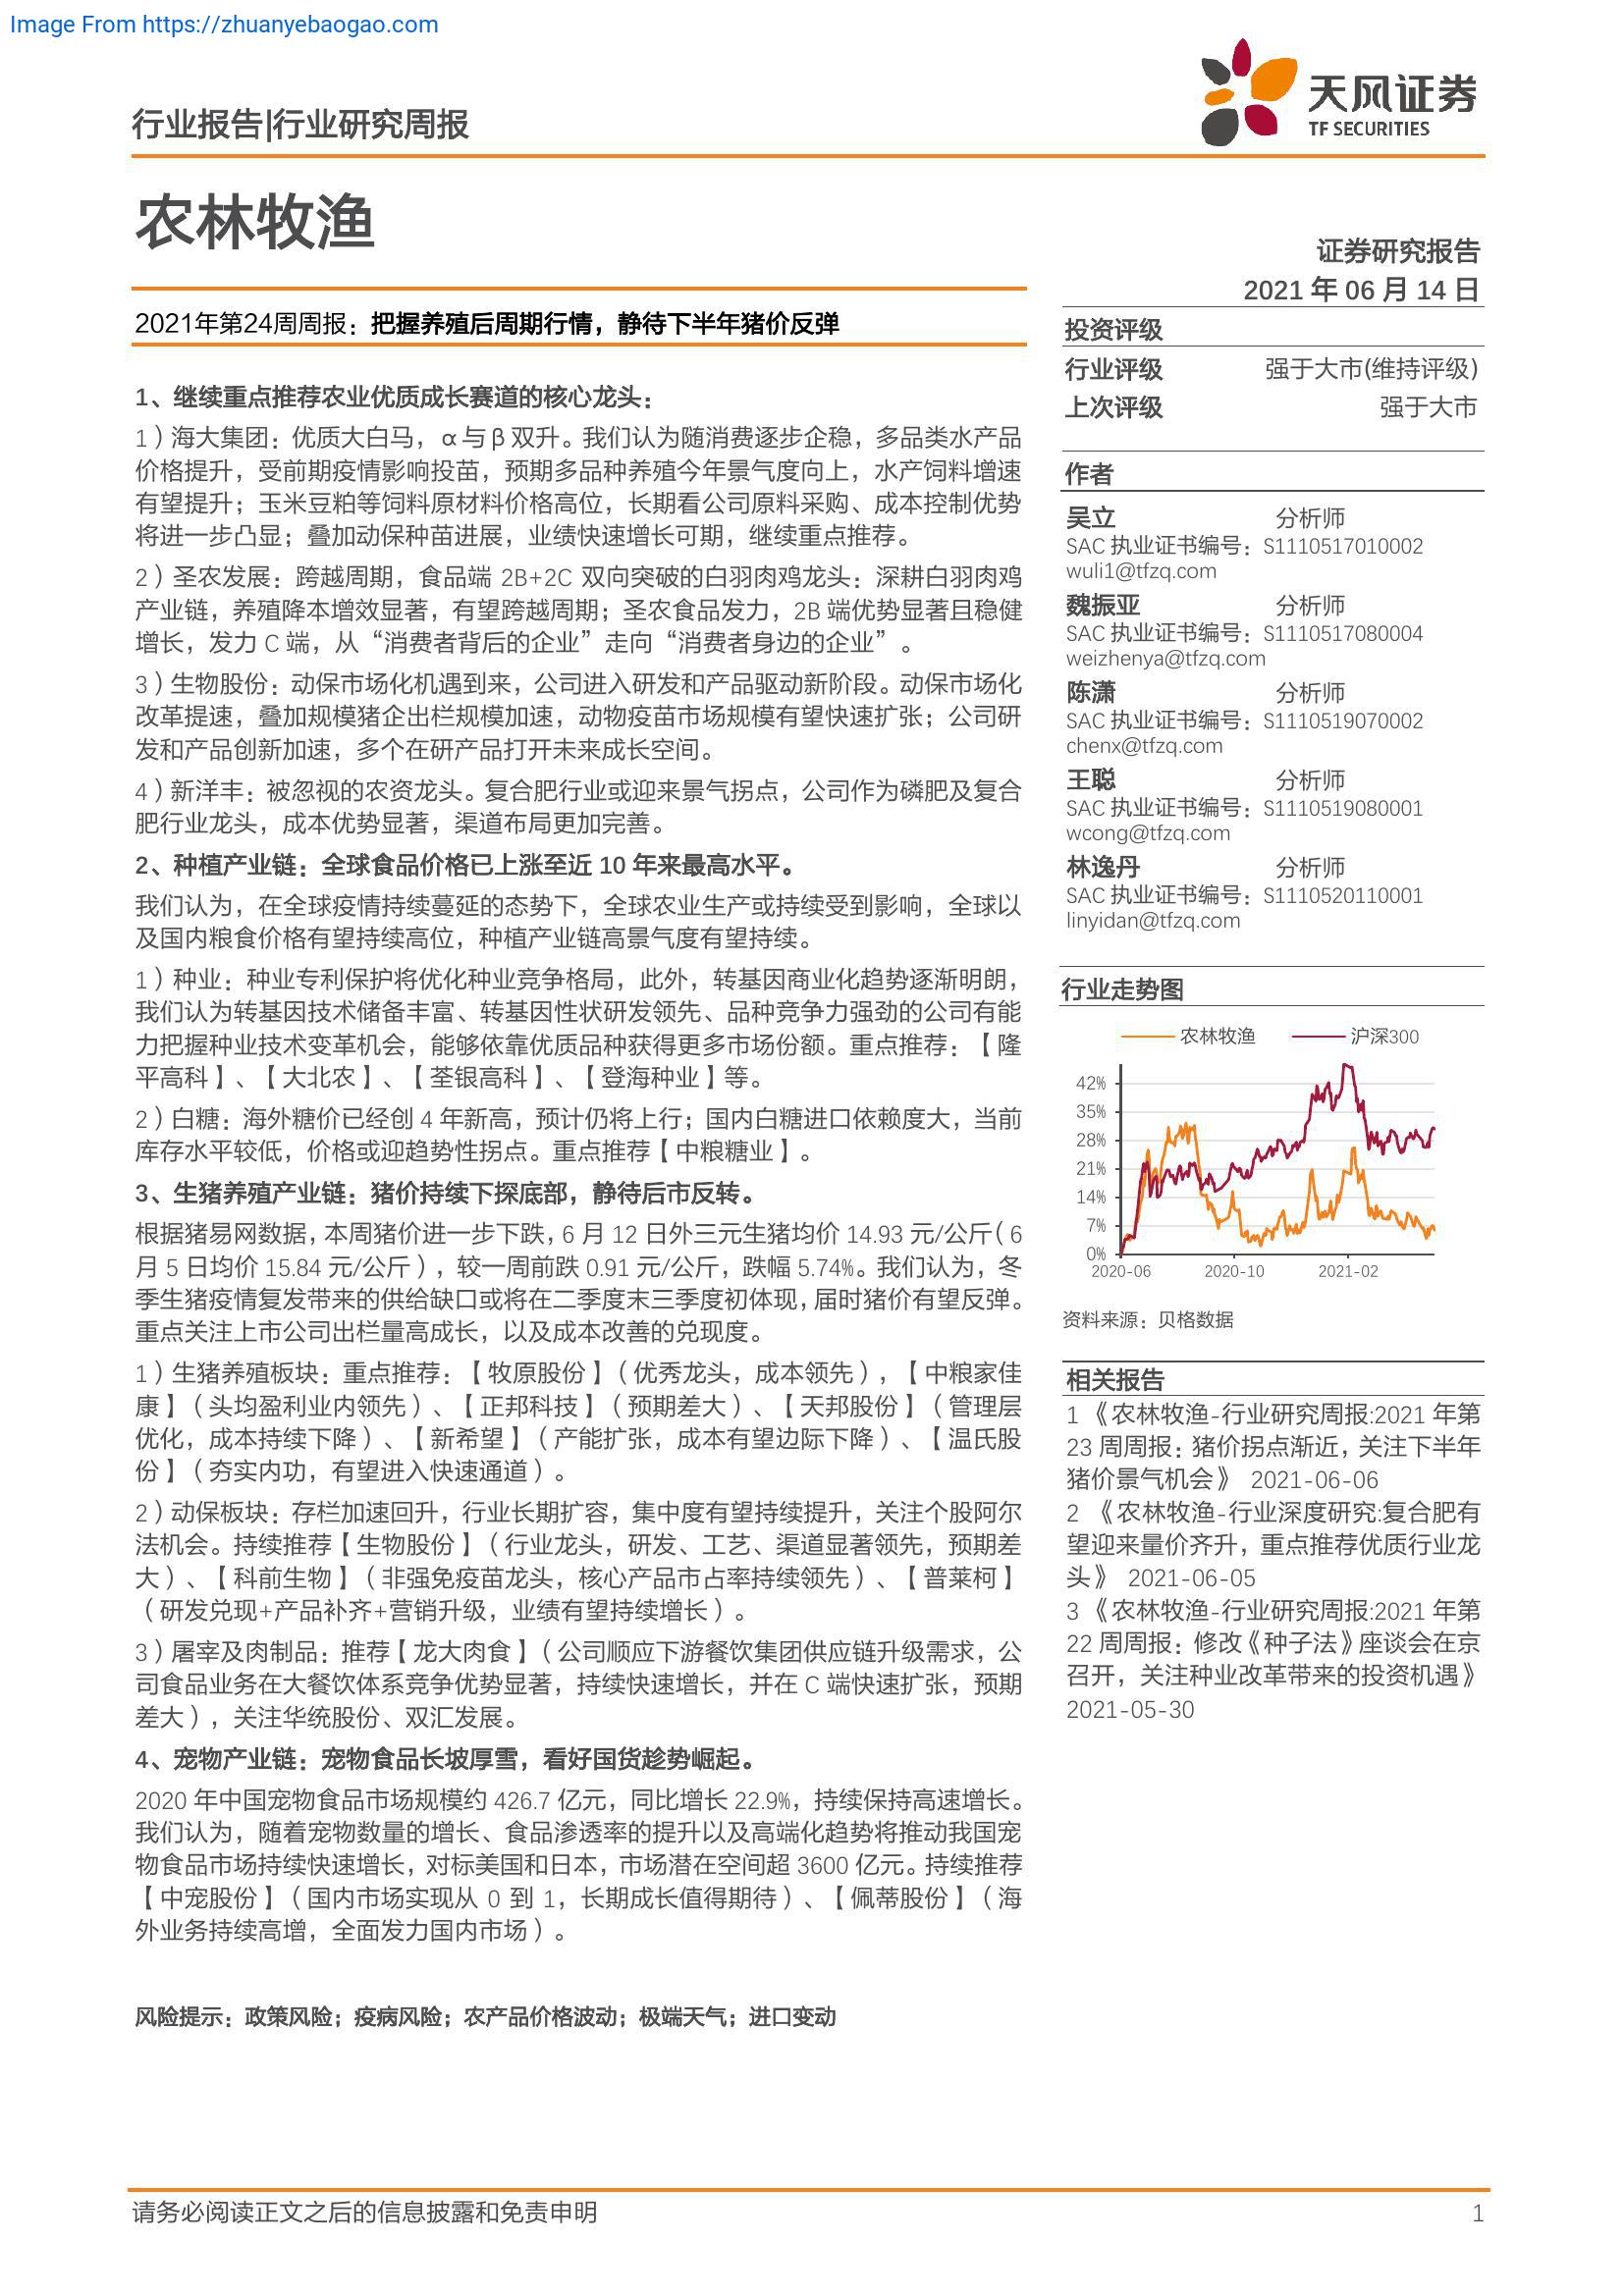 Image From https://zhuanyebaogao.com
行业报告|行业研究周报
天风证券
TF SECURITIES
农林牧渔
证券研究报告
2021 年 06 月 14 日
2021年第24周周报：把握养殖后周期行情，静待下半年猪价反弹
1、继续重点推荐农业优质成长赛道的核心龙头：
1）海大集团：优质大白马，α与β双升。我们认为随消费逐步企稳，多品类水产品
价格提升，受前期疫情影响投苗，预期多品种养殖今年景气度向上，水产饲料增速
有望提升；玉米豆粕等饲料原材料价格高位，长期看公司原料采购、成本控制优势
将进一步凸显；叠加动保种苗进展，业绩快速增长可期，继续重点推荐。
2）圣农发展：跨越周期，食品端 2B+2C 双向突破的白羽肉鸡龙头：深耕白羽肉鸡
产业链，养殖降本增效显著，有望跨越周期；圣农食品发力，2B 端优势显著且稳健
增长，发力 C 端，从“消费者背后的企业”走向“消费者身边的企业”。
3）生物股份：动保市场化机遇到来，公司进入研发和产品驱动新阶段。动保市场化
改革提速，叠加规模猪企出栏规模加速，动物疫苗市场规模有望快速扩张；公司研
发和产品创新加速，多个在研产品打开未来成长空间。
4）新洋丰：被忽视的农资龙头。复合肥行业或迎来景气拐点，公司作为磷肥及复合
肥行业龙头，成本优势显著，渠道布局更加完善。
2、种植产业链：全球食品价格已上涨至近 10 年来最高水平。
我们认为，在全球疫情持续蔓延的态势下，全球农业生产或持续受到影响，全球以
及国内粮食价格有望持续高位，种植产业链高景气度有望持续。
1）种业：种业专利保护将优化种业竞争格局，此外，转基因商业化趋势逐渐明朗，
我们认为转基因技术储备丰富、转基因性状研发领先、品种竞争力强劲的公司有能
力把握种业技术变革机会，能够依靠优质品种获得更多市场份额。重点推荐：【隆
平高科】、【大北农】、【荃银高科】、【登海种业】等。
2）白糖：海外糖价已经创 4 年新高，预计仍将上行；国内白糖进口依赖度大，当前
库存水平较低，价格或迎趋势性拐点。重点推荐【中粮糖业】。
3、生猪养殖产业链：猪价持续下探底部，静待后市反转。
根据猪易网数据，本周猪价进一步下跌，6 月 12 日外三元生猪均价 14.93 元/公斤（6
月 5 日均价 15.84 元/公斤），较一周前跌 0.91 元/公斤，跌幅 5.74%。我们认为，冬
季生猪疫情复发带来的供给缺口或将在二季度末三季度初体现，届时猪价有望反弹。
重点关注上市公司出栏量高成长，以及成本改善的兑现度。
1）生猪养殖板块：重点推荐：【牧原股份】（优秀龙头，成本领先），【中粮家佳
康】（头均盈利业内领先）、【正邦科技】（预期差大）、【天邦股份】（管理层
优化，成本持续下降）、【新希望】（产能扩张，成本有望边际下降）、【温氏股
份】（夯实内功，有望进入快速通道）。
2）动保板块：存栏加速回升，行业长期扩容，集中度有望持续提升，关注个股阿尔
法机会。持续推荐【生物股份】（行业龙头，研发、工艺、渠道显著领先，预期差
大）、【科前生物】（非强免疫苗龙头，核心产品市占率持续领先）、【普莱柯】
（研发兑现+产品补齐+营销升级，业绩有望持续增长）。
3）屠宰及肉制品：推荐【龙大肉食】（公司顺应下游餐饮集团供应链升级需求，公
司食品业务在大餐饮体系竞争优势显著，持续快速增长，并在 C 端快速扩张，预期
差大），关注华统股份、双汇发展。
4、宠物产业链：宠物食品长坡厚雪，看好国货趁势崛起。
2020 年中国宠物食品市场规模约 426.7 亿元，同比增长 22.9%，持续保持高速增长。
我们认为，随着宠物数量的增长、食品渗透率的提升以及高端化趋势将推动我国宠
物食品市场持续快速增长，对标美国和日本，市场潜在空间超 3600 亿元。持续推荐
【中宠股份】（国内市场实现从 0 到 1，长期成长值得期待）、【佩蒂股份】（海
外业务持续高增，全面发力国内市场）。
风险提示：政策风险；疫病风险；农产品价格波动；极端天气；进口变动
投资评级
行业评级 强于大市(维持评级)
上次评级 强于大市
作者
吴立 分析师
SAC 执业证书编号：S1110517010002
wuli1@tfzq.com
魏振亚 分析师
SAC 执业证书编号：S1110517080004
weizhenya@tfzq.com
陈潇 分析师
SAC 执业证书编号：S1110519070002
chenx@tfzq.com
王聪 分析师
SAC 执业证书编号：S1110519080001
wcong@tfzq.com
林逸丹 分析师
SAC 执业证书编号：S1110520110001
linyidan@tfzq.com
行业走势图
农林牧渔 沪深300
42%
35%
28%
21%
14%
7%
0%
2020-06 2020-10 2021-02
资料来源：贝格数据
相关报告
1 《农林牧渔-行业研究周报:2021 年第
23 周周报：猪价拐点渐近，关注下半年
猪价景气机会》 2021-06-06
2 《农林牧渔-行业深度研究:复合肥有
望迎来量价齐升，重点推荐优质行业龙
头》 2021-06-05
3 《农林牧渔-行业研究周报:2021 年第
22 周周报：修改《种子法》座谈会在京
召开，关注种业改革带来的投资机遇》
2021-05-30
请务必阅读正文之后的信息披露和免责申明 1